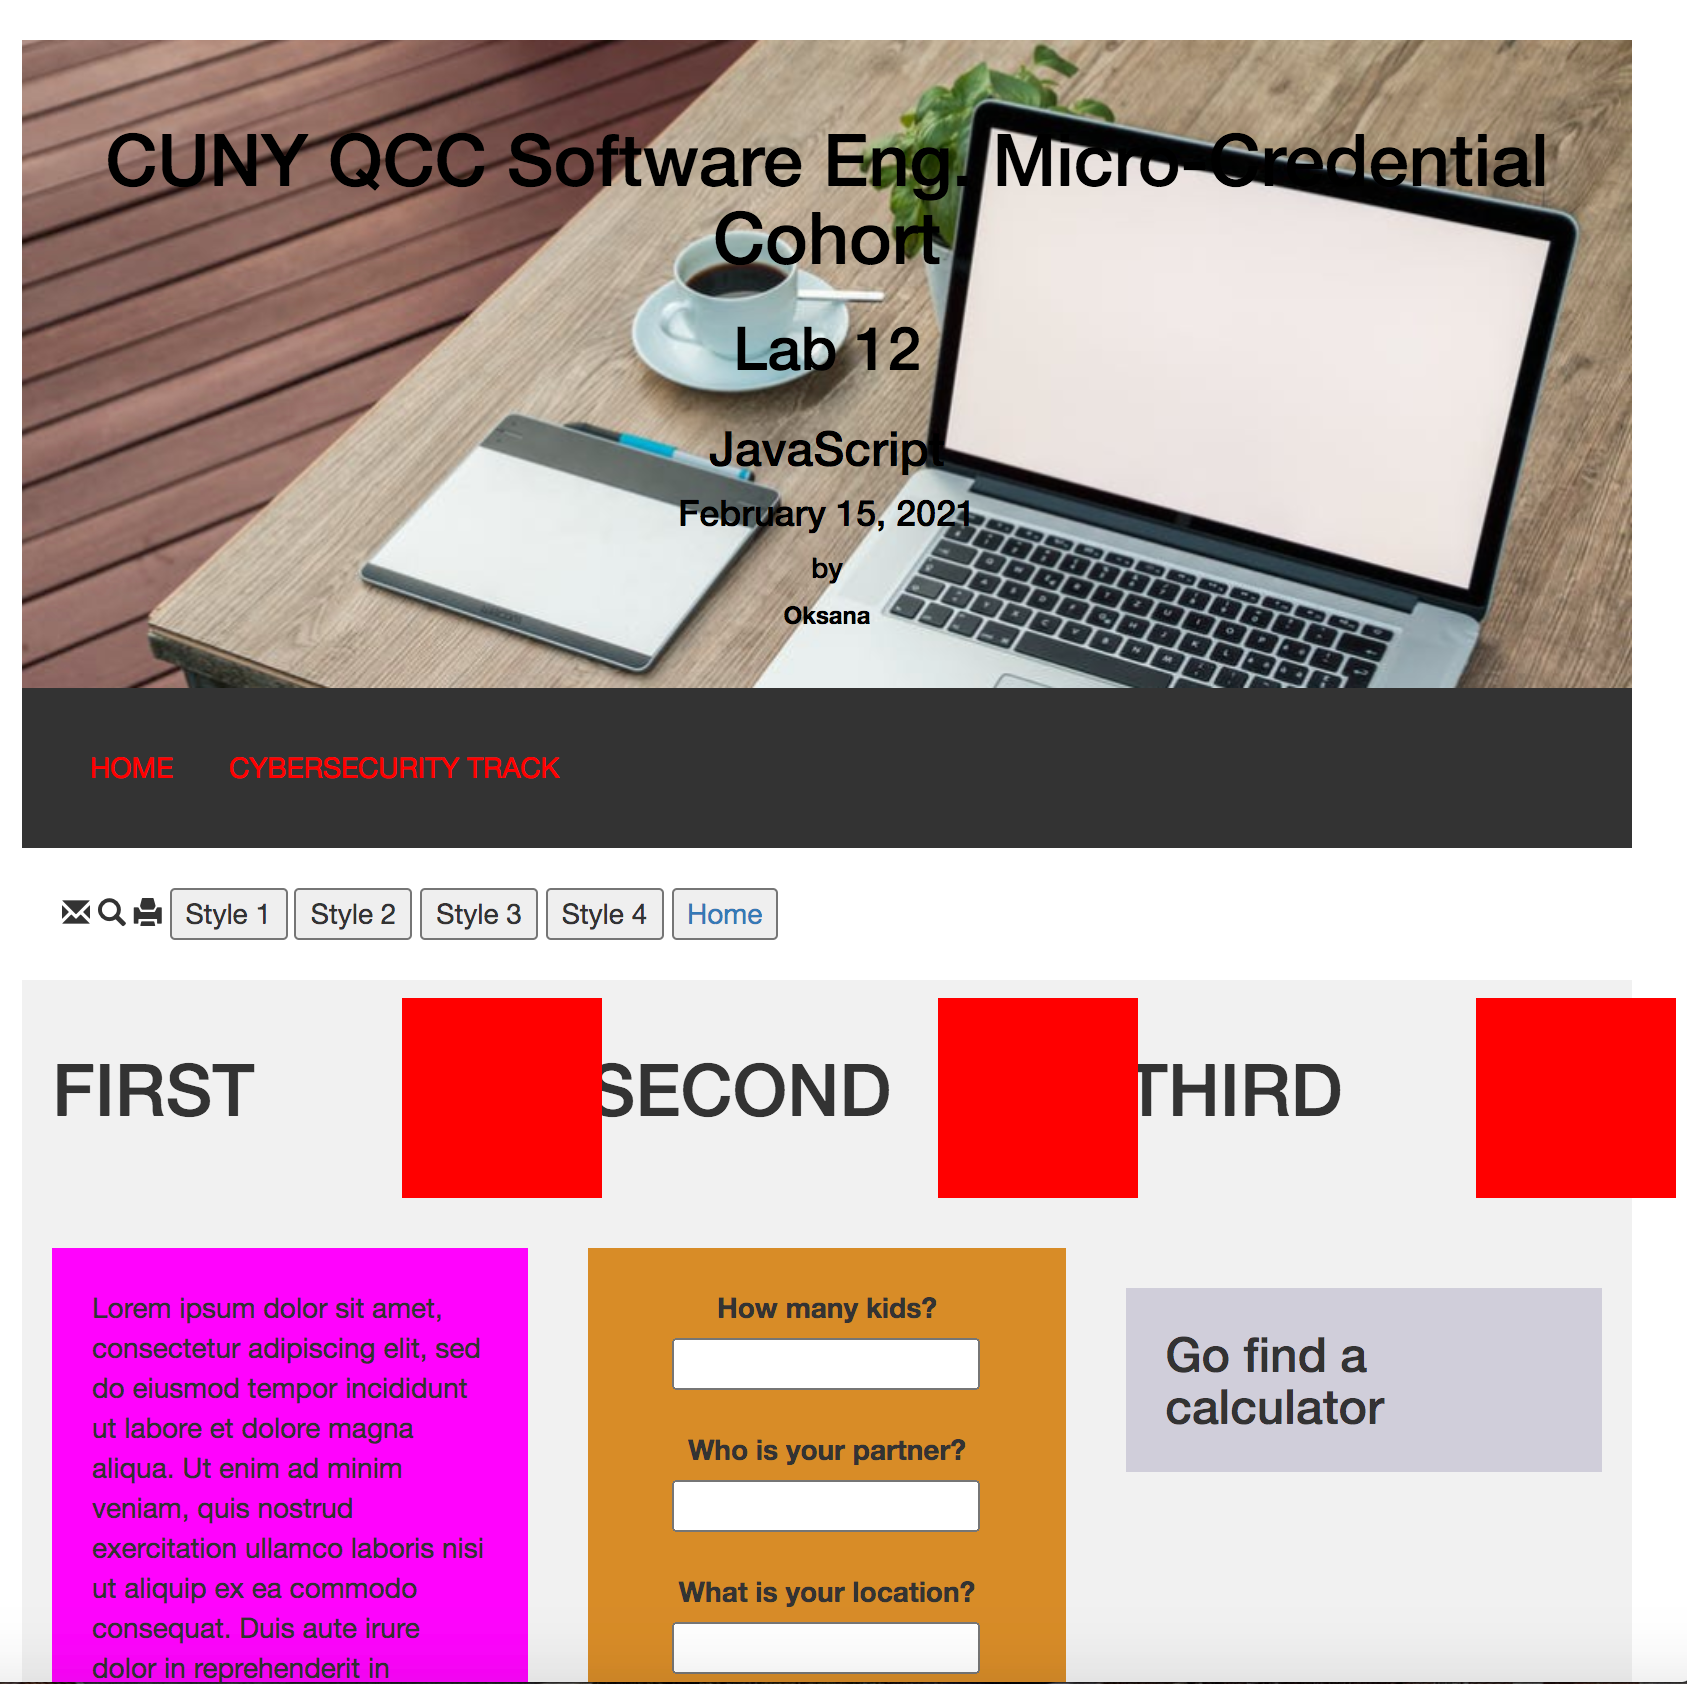 CUNY QCC Software Eng. Micro-Credential
Cohort
Lab 12
JavaScript
February 15, 2021
by
Oksana
HOME CYBERSECURITY TRACK
Style 1 Style 2 Style 3 Style 4 Home
FIRST SECOND THIRD
Lorem ipsum dolor sit amet,
consectetur adipiscing elit, sed
do eiusmod tempor incididunt
ut labore et dolore magna
aliqua. Ut enim ad minim
veniam, quis nostrud
exercitation ullamco laboris nisi
ut aliquip ex ea commodo
consequat. Duis aute irure
dolor in reprehenderit in
How many kids?
Who is your partner?
What is your location?
Go find a
calculator